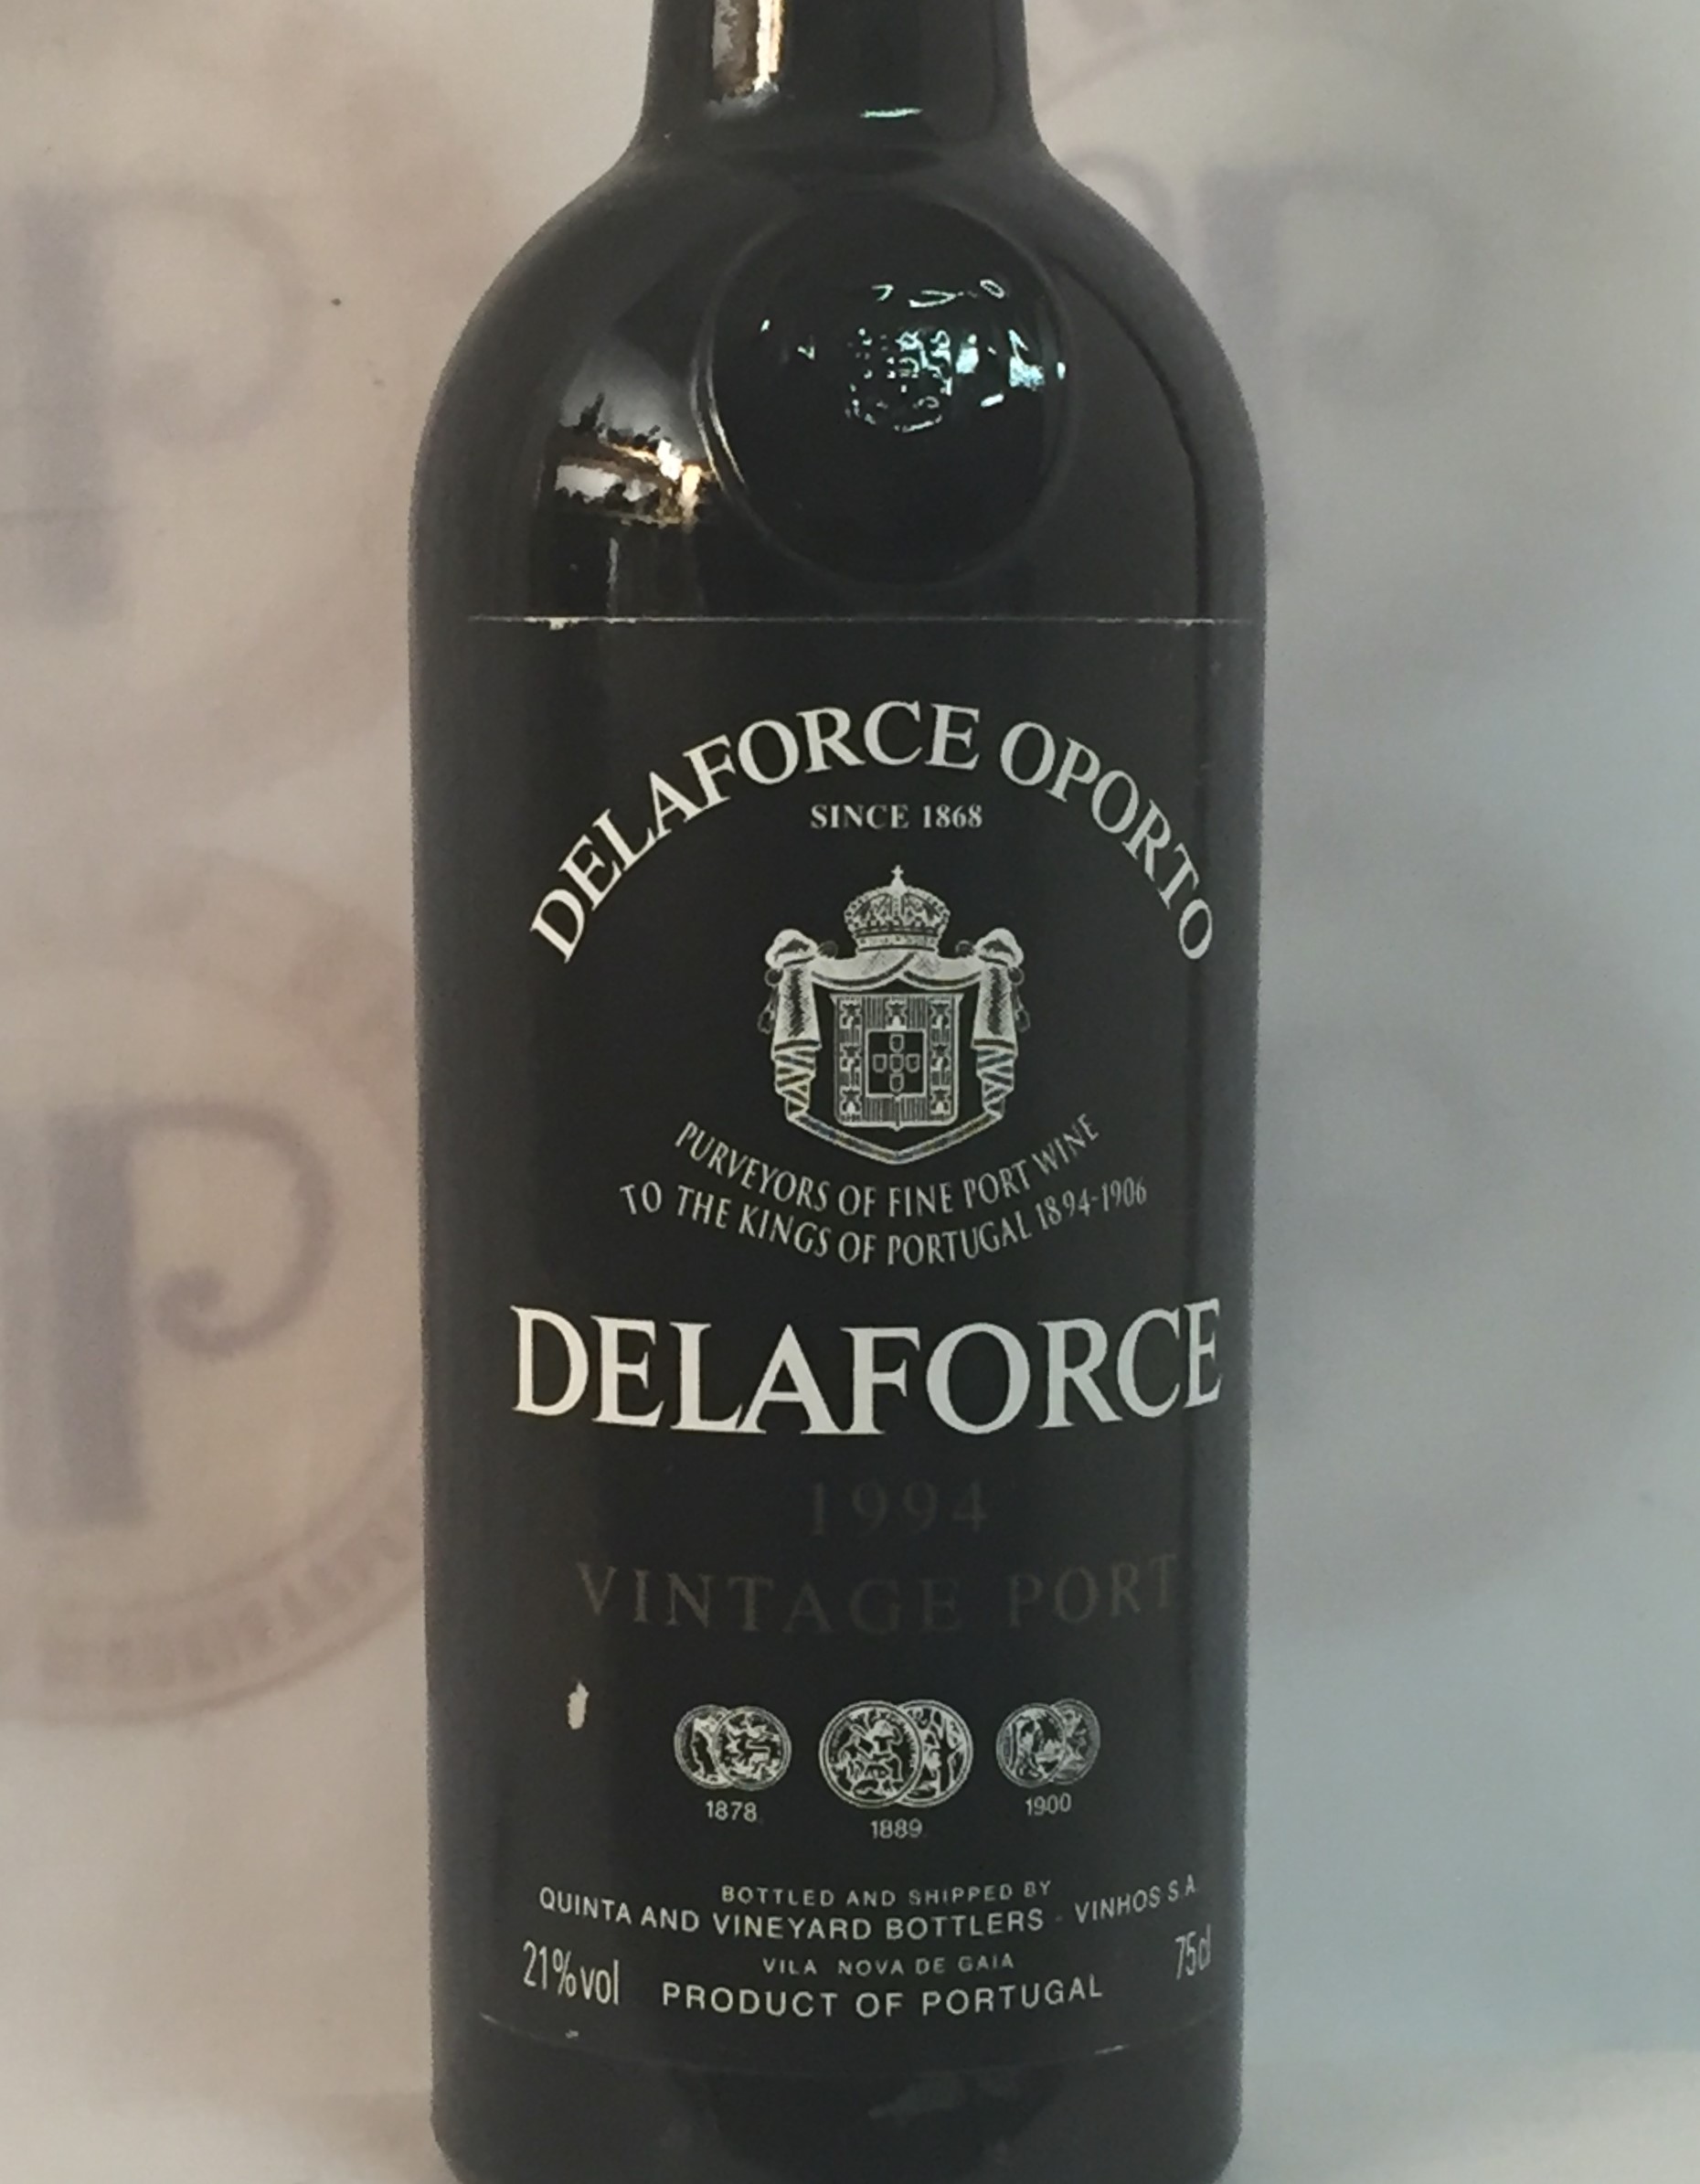 DELAFORCE OPORTO
SINCE 1868
PURVEYORS OF FINE PORT WINE
TO THE KINGS OF PORTUGAL 1894-1906
DELAFORCE
1994
VINTAGE PORT
1878
1889
1900
BOTTLED AND SHIPPED BY
QUINTA AND VINEYARD BOTTLERS - VINHOS S.A.
VILA NOVA DE GAIA
21%vol
PRODUCT OF PORTUGAL
75cl